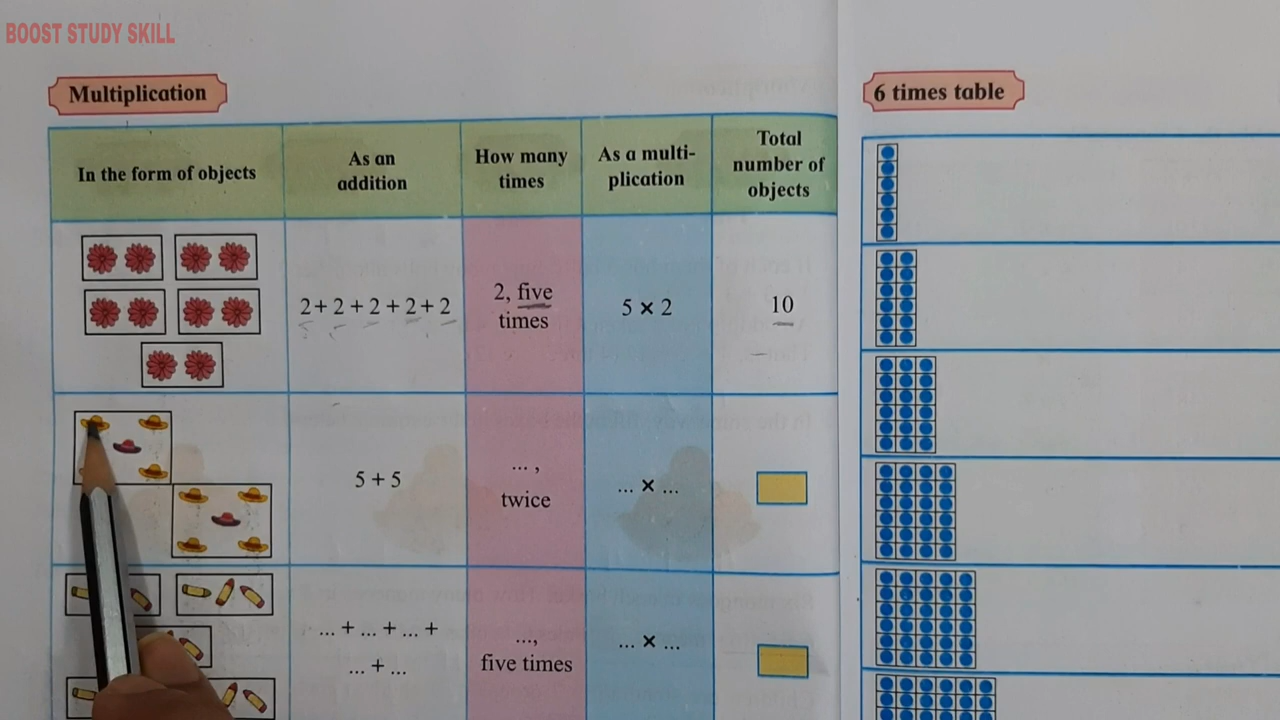 BOOST STUDY SKILL
Multiplication
In the form of objects
As an
addition
How many
times
As a multi-
plication
Total
number of
objects
2 + 2 + 2 + 2 + 2
2, five
times
5 × 2
10
5 + 5
... ,
twice
... × ...
... + ... + ... +
... + ...
...,
five times
... × ...
6 times table